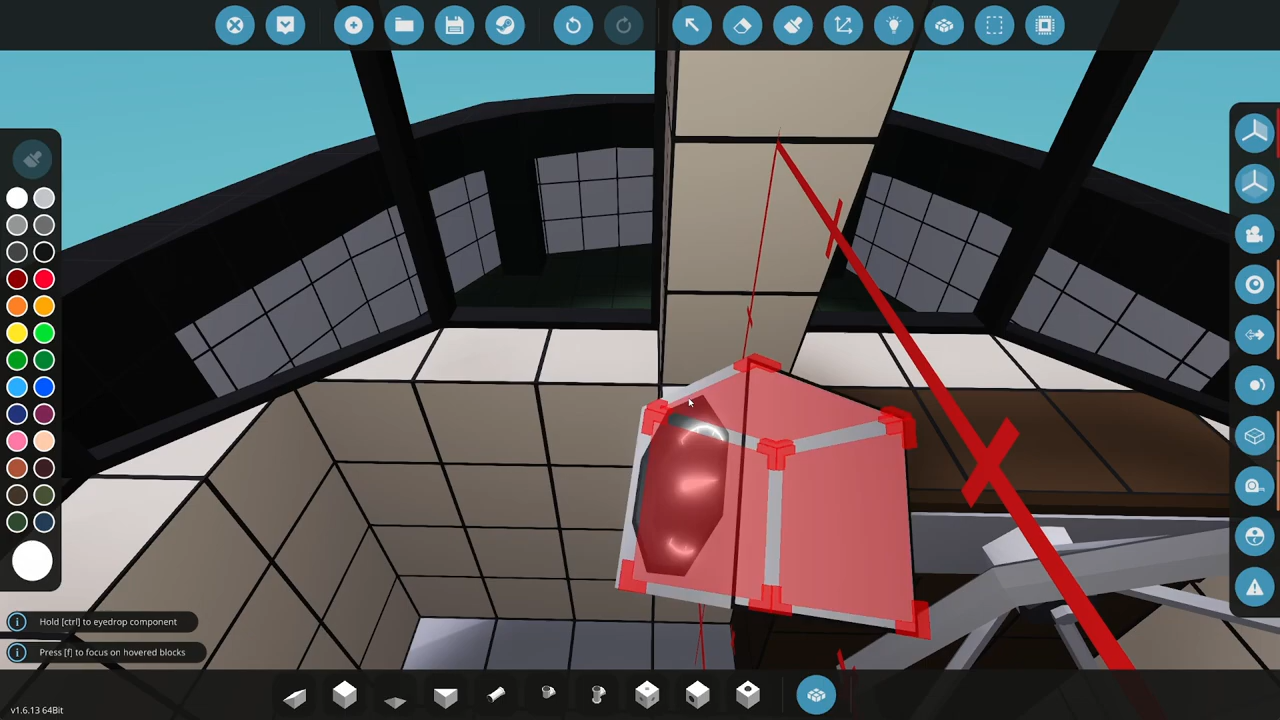 Hold [ctrl] to eyedrop component
Press [f] to focus on hovered blocks
v1.6.13 64Bit